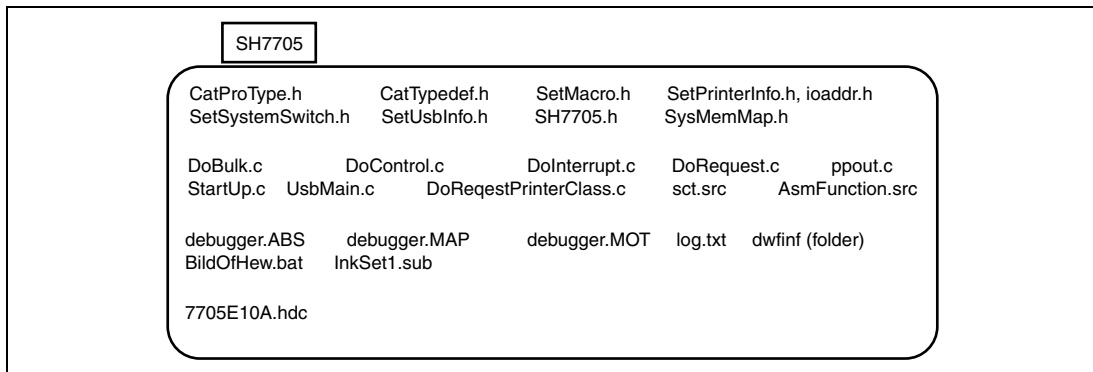 SH7705
CatProType.h CatTypedef.h SetMacro.h SetPrinterInfo.h, ioaddr.h
SetSystemSwitch.h SetUsbInfo.h SH7705.h SysMemMap.h
DoBulk.c DoControl.c DoInterrupt.c DoRequest.c ppout.c
StartUp.c UsbMain.c DoReqestPrinterClass.c sct.src AsmFunction.src
debugger.ABS debugger.MAP debugger.MOT log.txt dwfinf (folder)
BildOfHew.bat InkSet1.sub
7705E10A.hdc